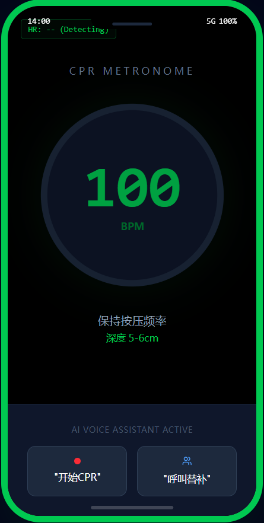 14:00
5G 100%
HR: -- (Detecting)
CPR METRONOME
100
BPM
保持按压频率
深度 5-6cm
AI VOICE ASSISTANT ACTIVE
"开始CPR"
"呼叫替补"